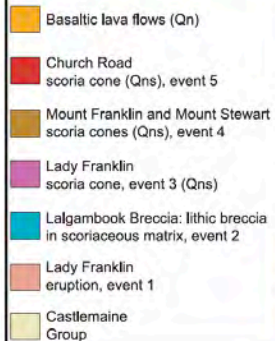 Basaltic lava flows (Qn)
Church Road
scoria cone (Qns), event 5
Mount Franklin and Mount Stewart
scoria cones (Qns), event 4
Lady Franklin
scoria cone, event 3 (Qns)
Lalgambook Breccia: lithic breccia
in scoriaceous matrix, event 2
Lady Franklin
eruption, event 1
Castlemaine
Group